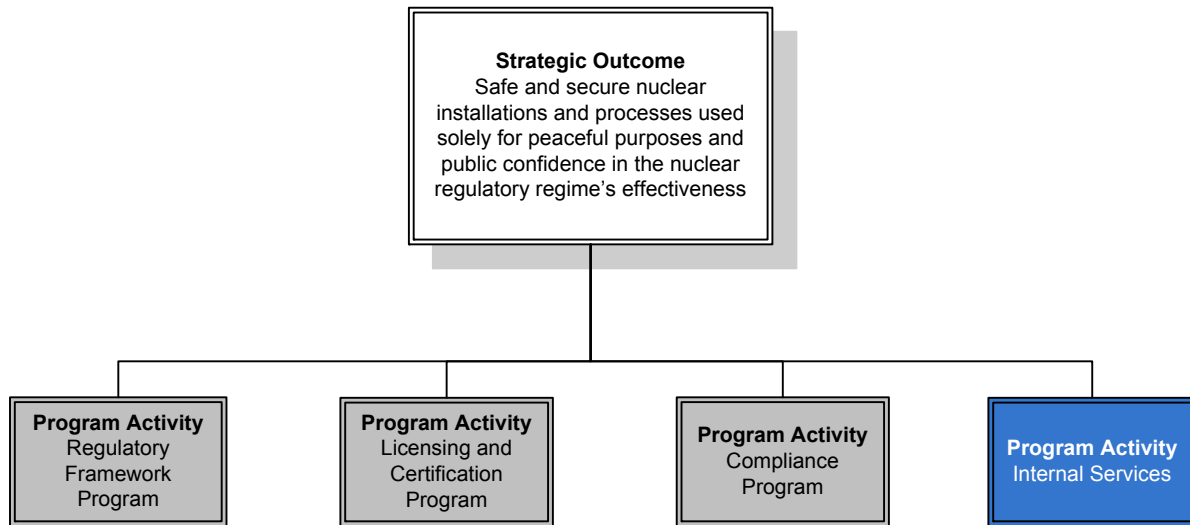 Strategic Outcome
Safe and secure nuclear
installations and processes used
solely for peaceful purposes and
public confidence in the nuclear
regulatory regime’s effectiveness
Program Activity
Regulatory
Framework
Program
Program Activity
Licensing and
Certification
Program
Program Activity
Compliance
Program
Program Activity
Internal Services